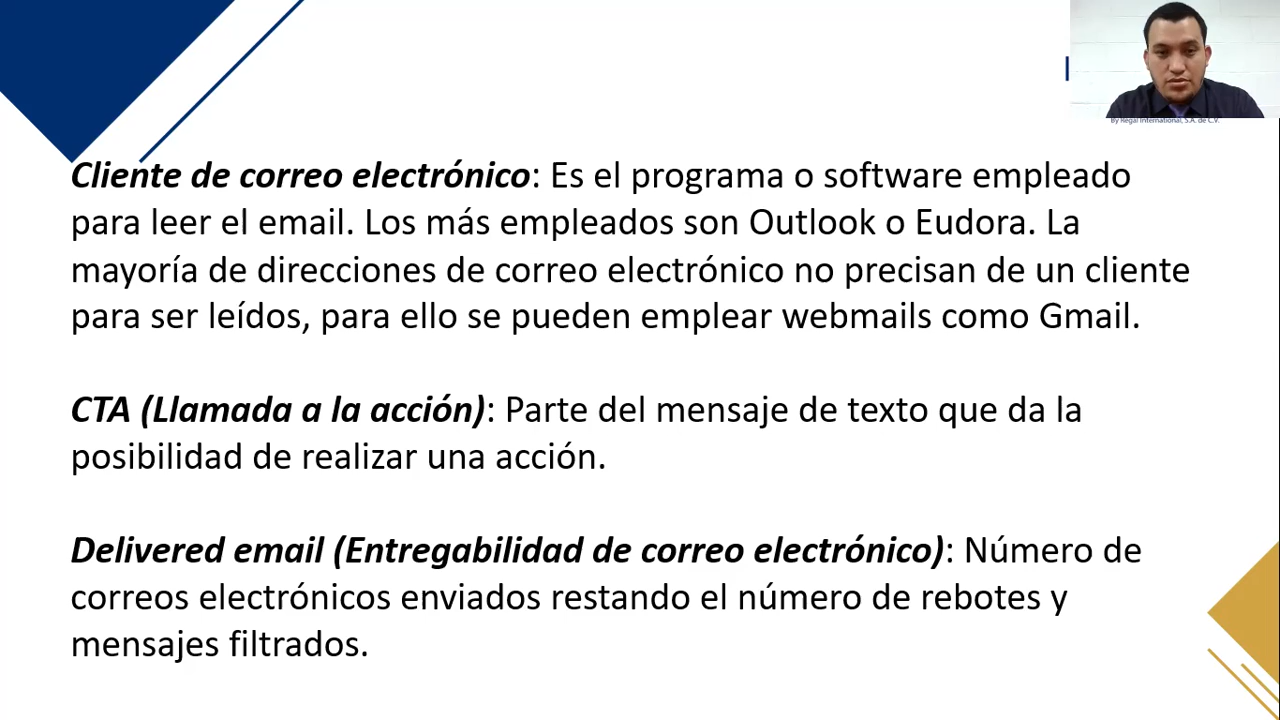 By Regal International, S.A. de C.V.
Cliente de correo electrónico: Es el programa o software empleado
para leer el email. Los más empleados son Outlook o Eudora. La
mayoría de direcciones de correo electrónico no precisan de un cliente
para ser leídos, para ello se pueden emplear webmails como Gmail.
CTA (Llamada a la acción): Parte del mensaje de texto que da la
posibilidad de realizar una acción.
Delivered email (Entregabilidad de correo electrónico): Número de
correos electrónicos enviados restando el número de rebotes y
mensajes filtrados.